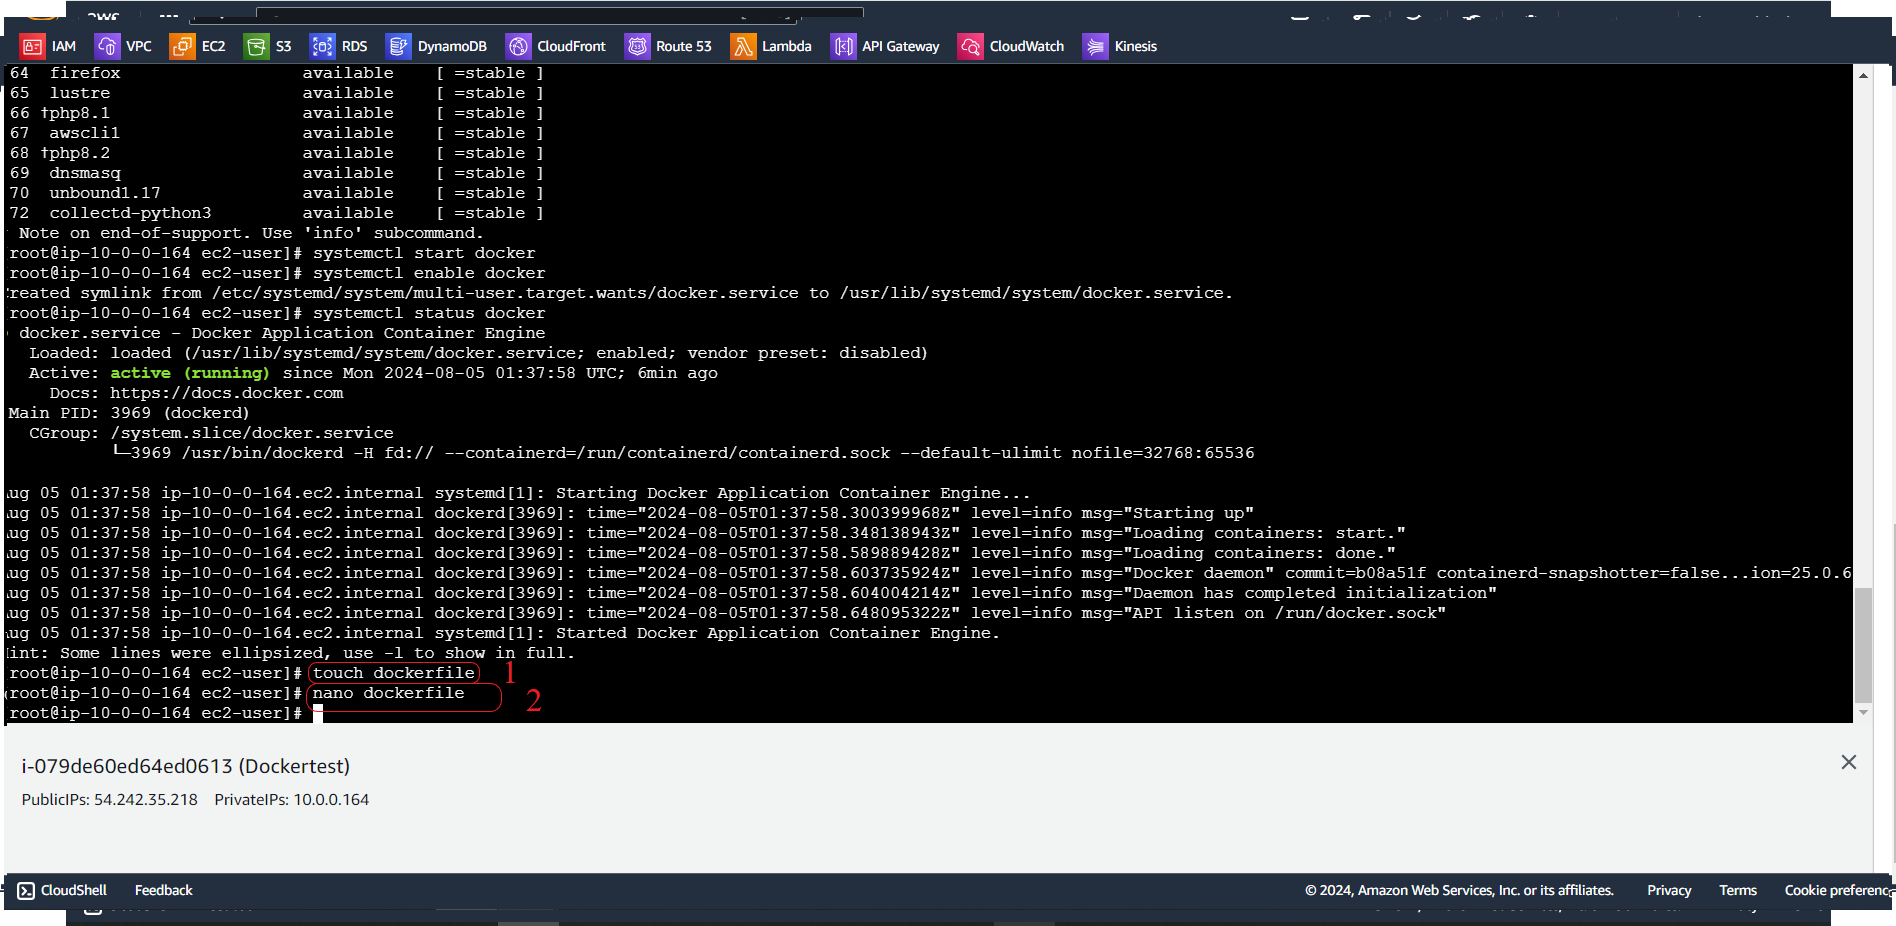 IAM VPC EC2 S3 RDS DynamoDB CloudFront Route 53 Lambda API Gateway CloudWatch Kinesis
64 firefox available [ =stable ]
65 lustre available [ =stable ]
66 †php8.1 available [ =stable ]
67 awscli1 available [ =stable ]
68 †php8.2 available [ =stable ]
69 dnsmasq available [ =stable ]
70 unbound1.17 available [ =stable ]
72 collectd-python3 available [ =stable ]
Note on end-of-support. Use 'info' subcommand.
root@ip-10-0-0-164 ec2-user]# systemctl start docker
root@ip-10-0-0-164 ec2-user]# systemctl enable docker
reated symlink from /etc/systemd/system/multi-user.target.wants/docker.service to /usr/lib/systemd/system/docker.service.
root@ip-10-0-0-164 ec2-user]# systemctl status docker
docker.service - Docker Application Container Engine
Loaded: loaded (/usr/lib/systemd/system/docker.service; enabled; vendor preset: disabled)
Active: active (running) since Mon 2024-08-05 01:37:58 UTC; 6min ago
Docs: https://docs.docker.com
Main PID: 3969 (dockerd)
CGroup: /system.slice/docker.service
└─3969 /usr/bin/dockerd -H fd:// --containerd=/run/containerd/containerd.sock --default-ulimit nofile=32768:65536
ug 05 01:37:58 ip-10-0-0-164.ec2.internal systemd[1]: Starting Docker Application Container Engine...
ug 05 01:37:58 ip-10-0-0-164.ec2.internal dockerd[3969]: time="2024-08-05T01:37:58.300399968Z" level=info msg="Starting up"
ug 05 01:37:58 ip-10-0-0-164.ec2.internal dockerd[3969]: time="2024-08-05T01:37:58.348138943Z" level=info msg="Loading containers: start."
ug 05 01:37:58 ip-10-0-0-164.ec2.internal dockerd[3969]: time="2024-08-05T01:37:58.589889428Z" level=info msg="Loading containers: done."
ug 05 01:37:58 ip-10-0-0-164.ec2.internal dockerd[3969]: time="2024-08-05T01:37:58.603735924Z" level=info msg="Docker daemon" commit=b08a51f containerd-snapshotter=false...ion=25.0.6
ug 05 01:37:58 ip-10-0-0-164.ec2.internal dockerd[3969]: time="2024-08-05T01:37:58.604004214Z" level=info msg="Daemon has completed initialization"
ug 05 01:37:58 ip-10-0-0-164.ec2.internal dockerd[3969]: time="2024-08-05T01:37:58.648095322Z" level=info msg="API listen on /run/docker.sock"
ug 05 01:37:58 ip-10-0-0-164.ec2.internal systemd[1]: Started Docker Application Container Engine.
int: Some lines were ellipsized, use -l to show in full.
root@ip-10-0-0-164 ec2-user]# touch dockerfile 1
root@ip-10-0-0-164 ec2-user]# nano dockerfile 2
root@ip-10-0-0-164 ec2-user]#
i-079de60ed64ed0613 (Dockertest)
PublicIPs: 54.242.35.218 PrivateIPs: 10.0.0.164
CloudShell Feedback © 2024, Amazon Web Services, Inc. or its affiliates. Privacy Terms Cookie preferenc